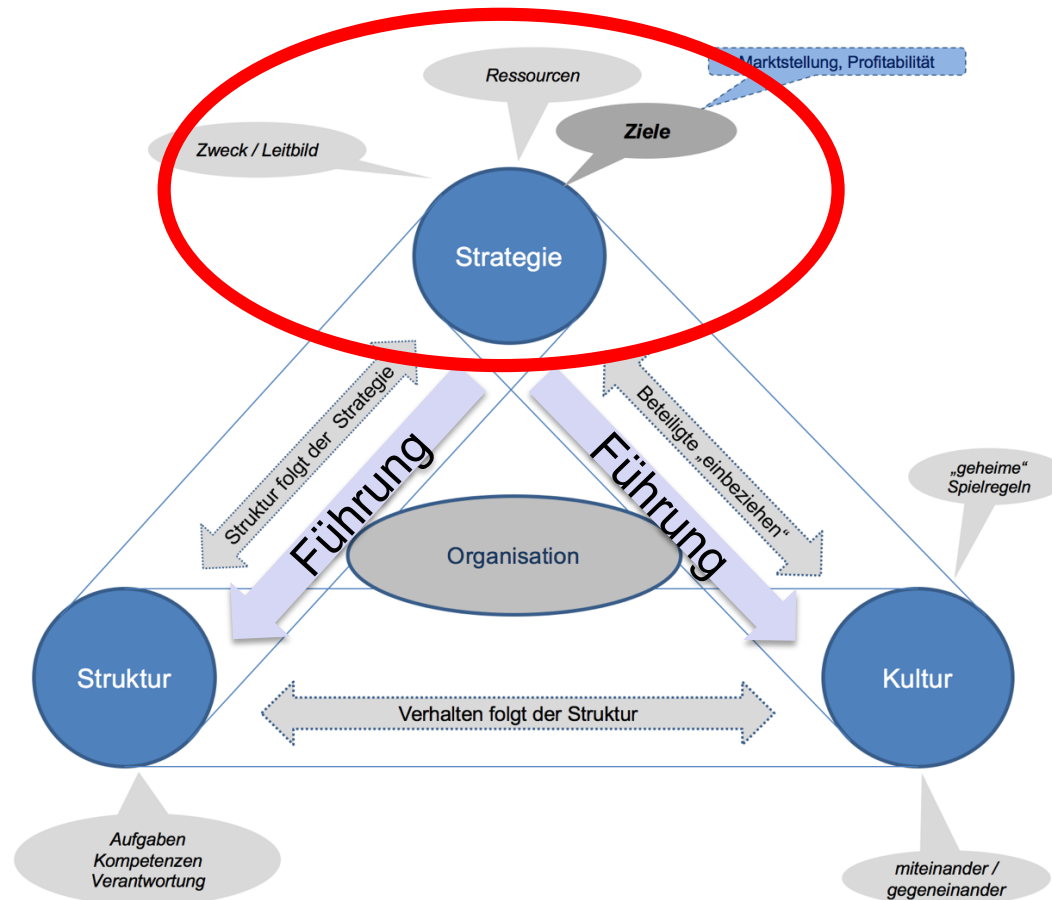 Marktstellung, Profitabilität
Ressourcen
Ziele
Zweck / Leitbild
Strategie
Struktur folgt der Strategie
Führung
Führung
Beteiligte „einbeziehen“
„geheime“
Spielregeln
Organisation
Struktur
Kultur
Verhalten folgt der Struktur
Aufgaben
Kompetenzen
Verantwortung
miteinander /
gegeneinander